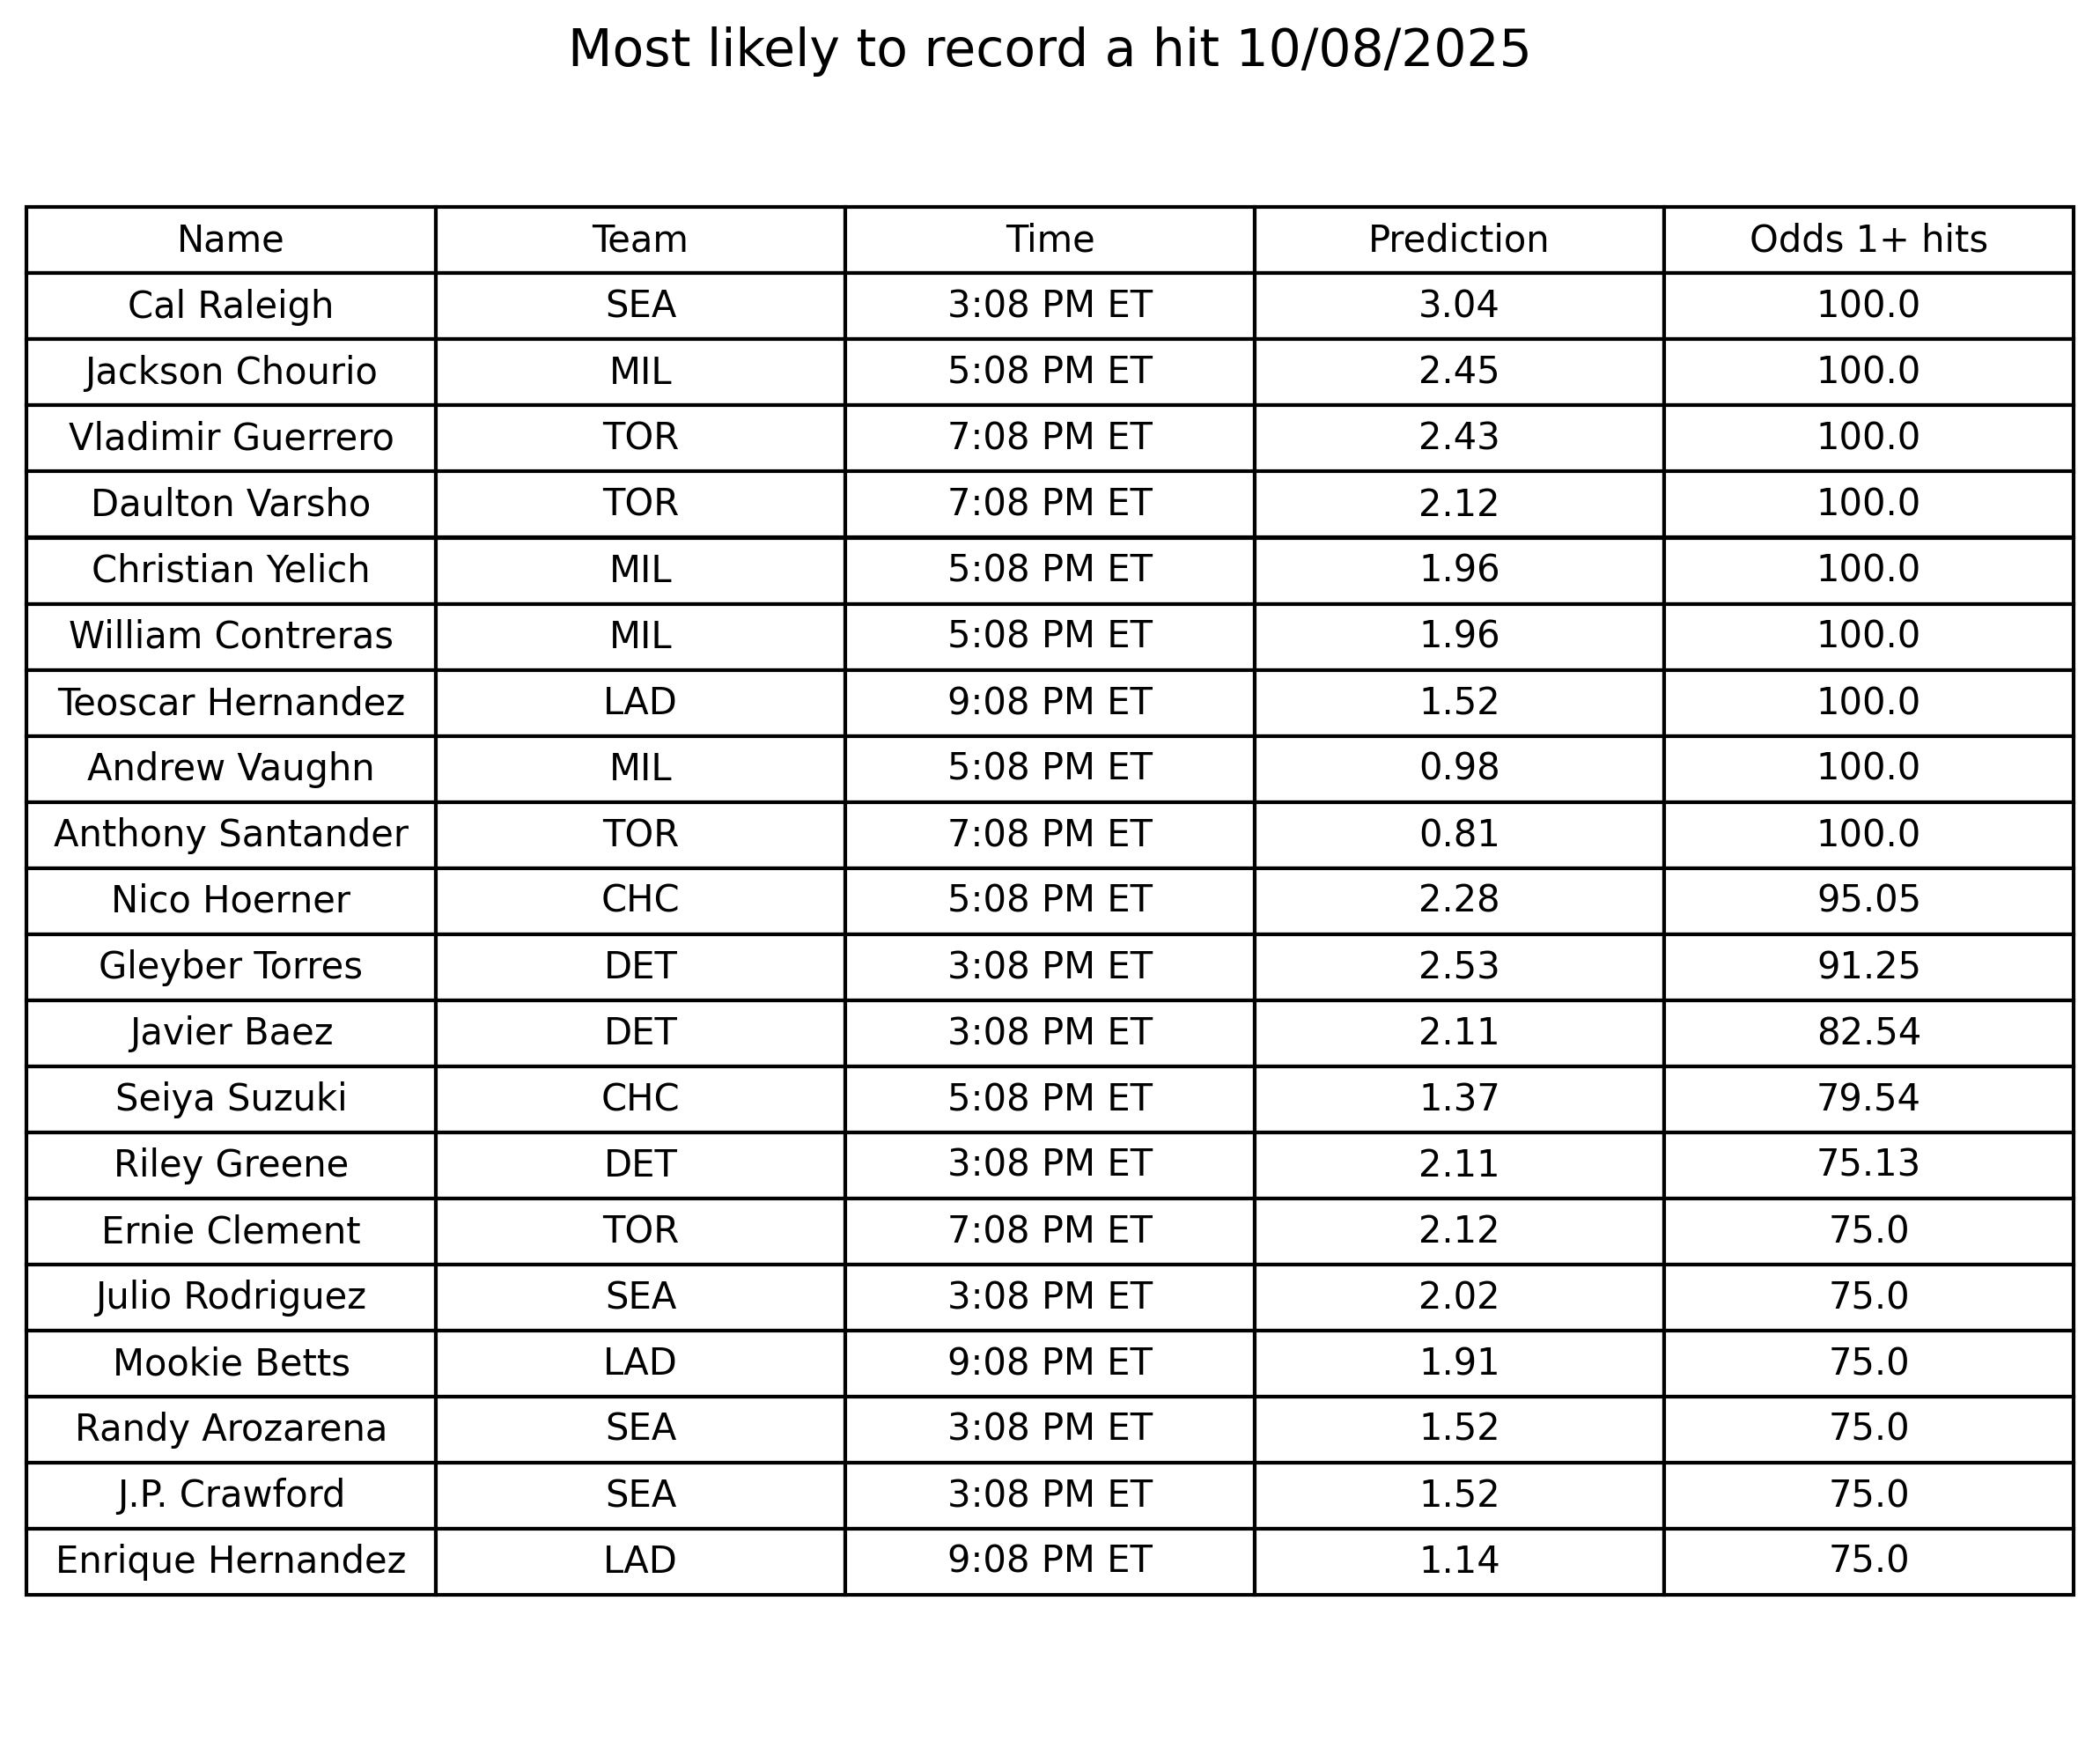 Most likely to record a hit 10/08/2025
Name Team Time Prediction Odds 1+ hits
Cal Raleigh SEA 3:08 PM ET 3.04 100.0
Jackson Chourio MIL 5:08 PM ET 2.45 100.0
Vladimir Guerrero TOR 7:08 PM ET 2.43 100.0
Daulton Varsho TOR 7:08 PM ET 2.12 100.0
Christian Yelich MIL 5:08 PM ET 1.96 100.0
William Contreras MIL 5:08 PM ET 1.96 100.0
Teoscar Hernandez LAD 9:08 PM ET 1.52 100.0
Andrew Vaughn MIL 5:08 PM ET 0.98 100.0
Anthony Santander TOR 7:08 PM ET 0.81 100.0
Nico Hoerner CHC 5:08 PM ET 2.28 95.05
Gleyber Torres DET 3:08 PM ET 2.53 91.25
Javier Baez DET 3:08 PM ET 2.11 82.54
Seiya Suzuki CHC 5:08 PM ET 1.37 79.54
Riley Greene DET 3:08 PM ET 2.11 75.13
Ernie Clement TOR 7:08 PM ET 2.12 75.0
Julio Rodriguez SEA 3:08 PM ET 2.02 75.0
Mookie Betts LAD 9:08 PM ET 1.91 75.0
Randy Arozarena SEA 3:08 PM ET 1.52 75.0
J.P. Crawford SEA 3:08 PM ET 1.52 75.0
Enrique Hernandez LAD 9:08 PM ET 1.14 75.0